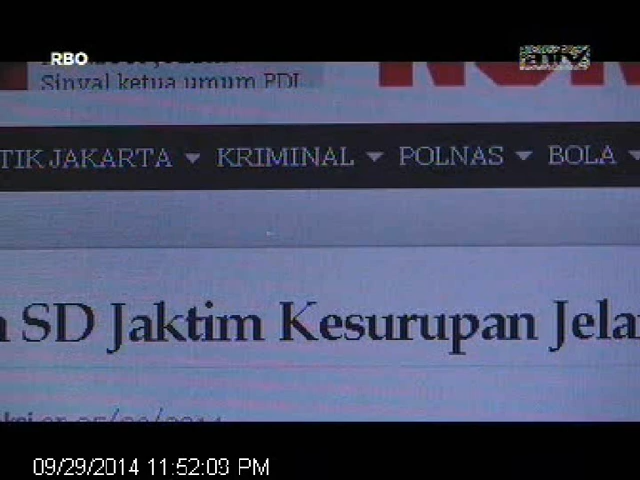 RBO
Sinyal ketua umum PDI
TIK JAKARTA KRIMINAL POLNAS BOLA
SD Jaktim Kesurupan Jela
09/29/2014 11:52:03 PM